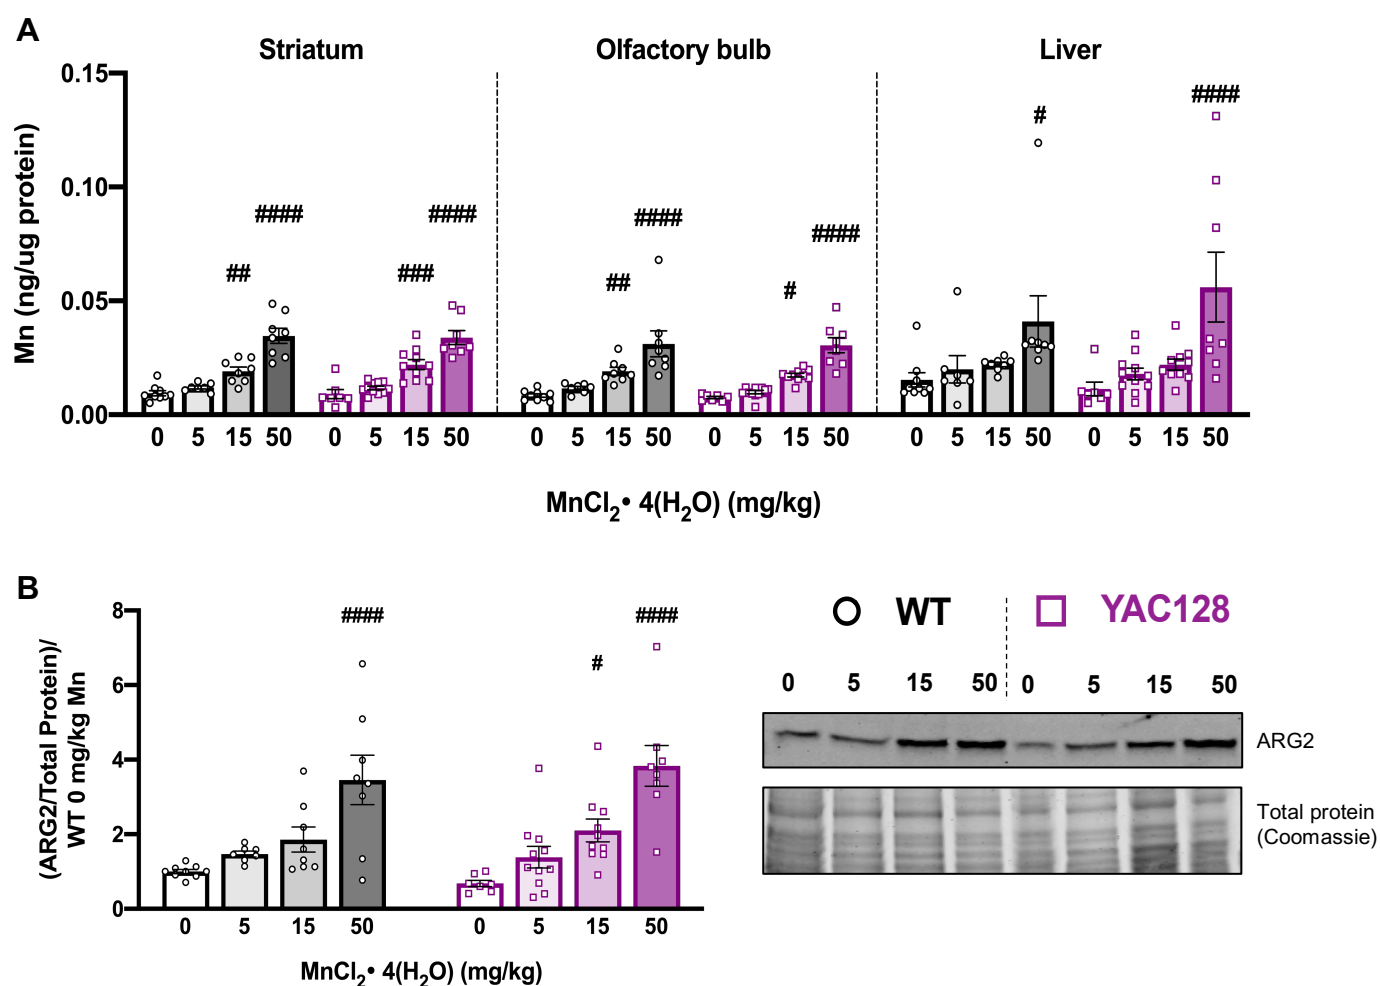 A
Striatum
Olfactory bulb
Liver
Mn (ng/ug protein)
0.15
0.10
0.05
0.00
## #### ### #### ## #### # #### # ####
0 5 15 50 0 5 15 50 0 5 15 50 0 5 15 50 0 5 15 50 0 5 15 50
MnCl2• 4(H2O) (mg/kg)
B
(ARG2/Total Protein)/
WT 0 mg/kg Mn
8
6
4
2
0
#### # ####
0 5 15 50 0 5 15 50
MnCl2• 4(H2O) (mg/kg)
WT YAC128
0 5 15 50 0 5 15 50
ARG2
Total protein
(Coomassie)